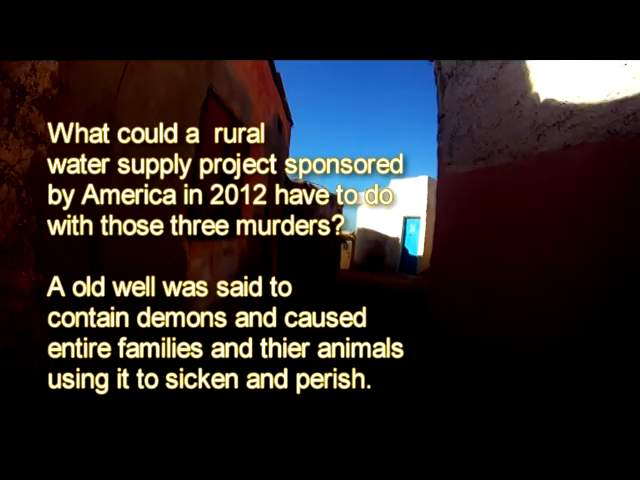 What could a rural
water supply project sponsored
by America in 2012 have to do
with those three murders?
A old well was said to
contain demons and caused
entire families and thier animals
using it to sicken and perish.